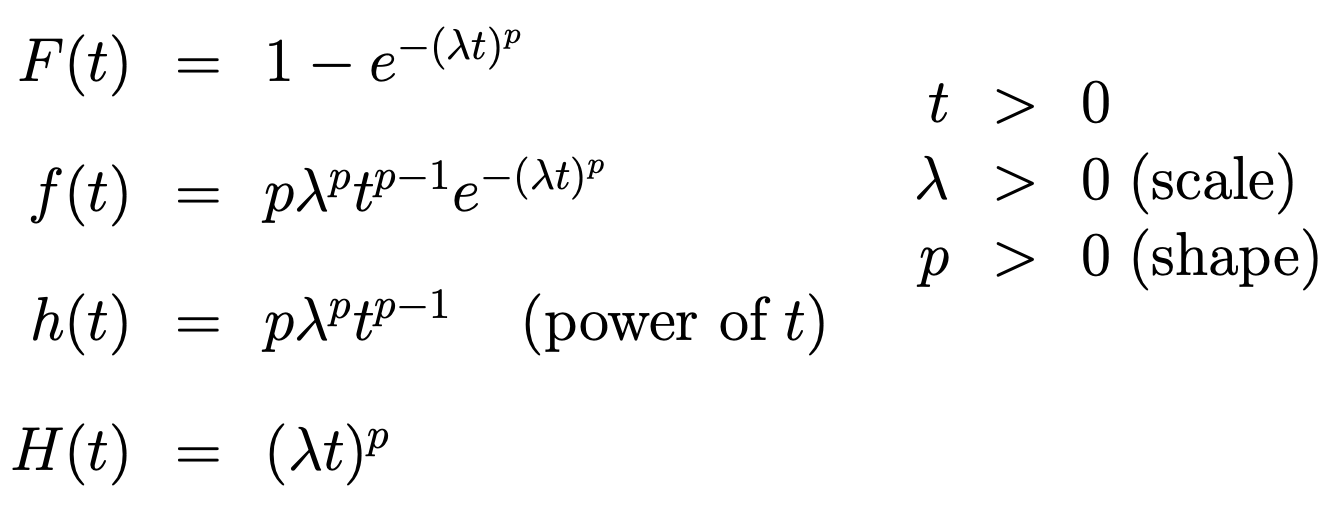 F(t) = 1 − e^{−(λt)^p}
f(t) = pλ^p t^{p−1} e^{−(λt)^p}
h(t) = pλ^p t^{p−1} (power of t)
H(t) = (λt)^p
t > 0
λ > 0 (scale)
p > 0 (shape)